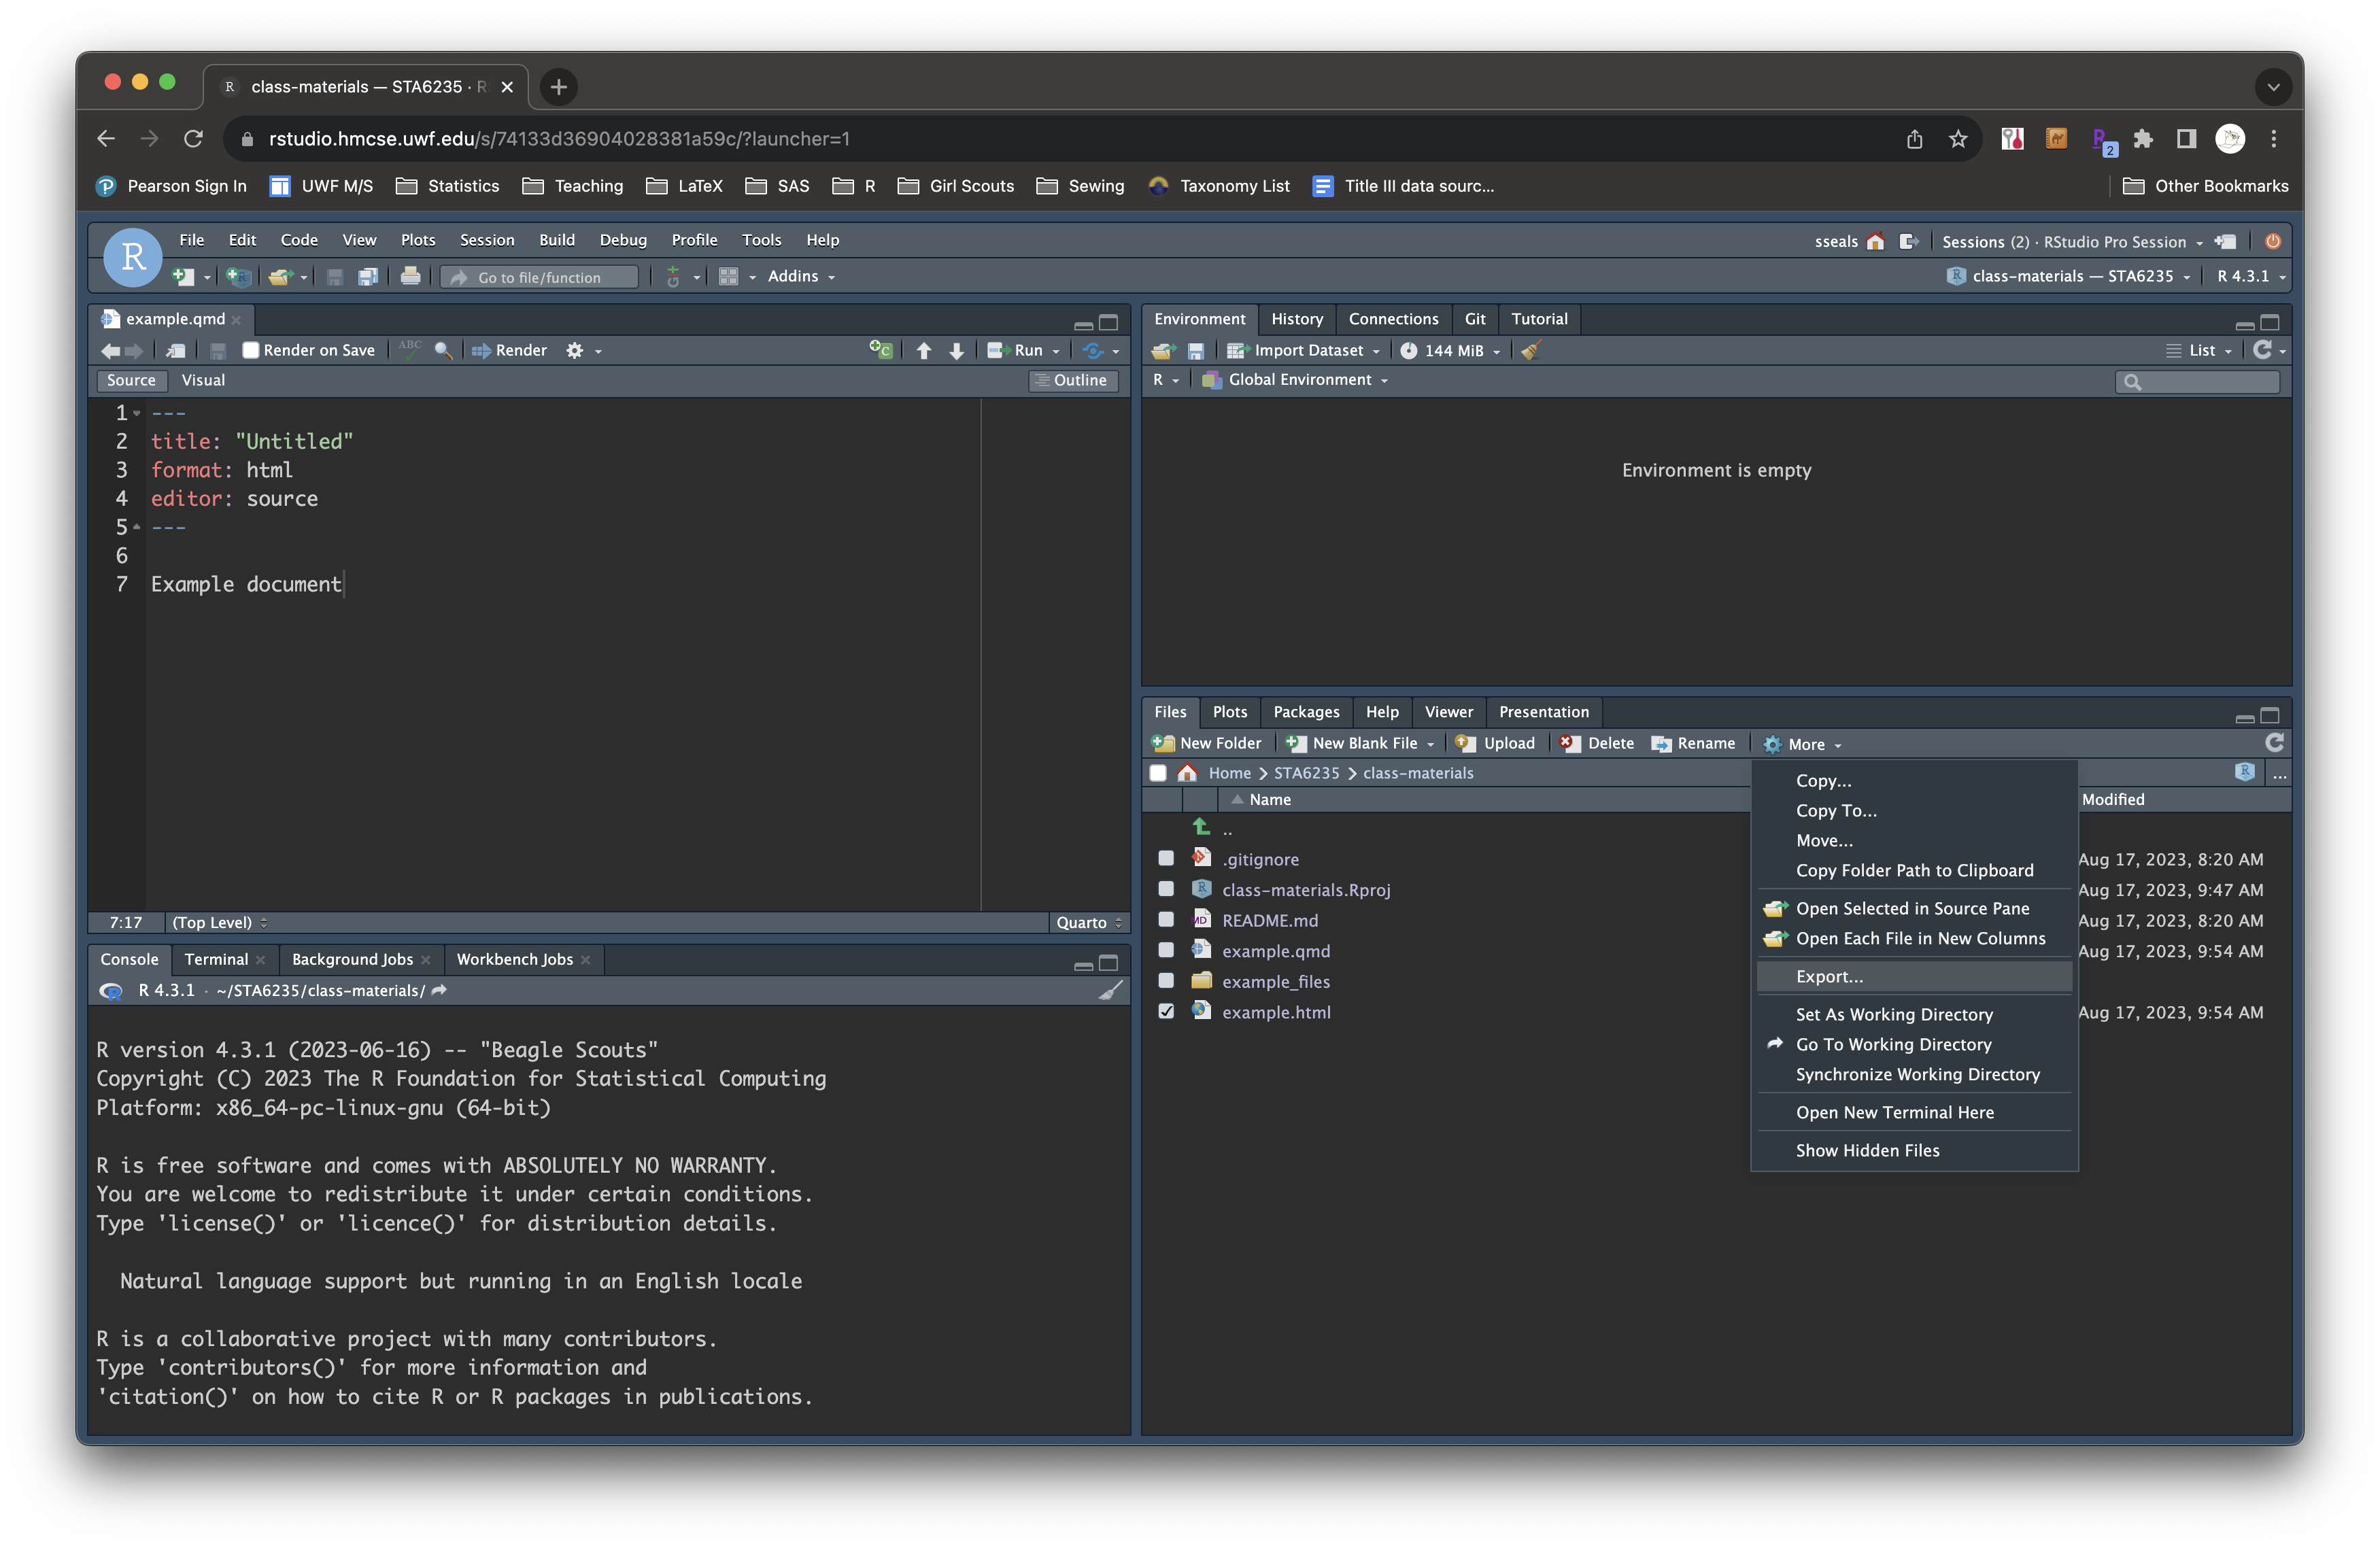 class-materials — STA6235 · R
rstudio.hmcse.uwf.edu/s/74133d36904028381a59c/?launcher=1
2
Pearson Sign In UWF M/S Statistics Teaching LaTeX SAS R Girl Scouts Sewing Taxonomy List Title III data sourc... Other Bookmarks
R File Edit Code View Plots Session Build Debug Profile Tools Help sseals Sessions (2) · RStudio Pro Session
Go to file/function Addins class-materials — STA6235 R 4.3.1
example.qmd
Render on Save ABC Render Run
Source Visual Outline
1 ---
2 title: "Untitled"
3 format: html
4 editor: source
5 ---
6
7 Example document
7:17 (Top Level) Quarto
Console Terminal Background Jobs Workbench Jobs
R 4.3.1 · ~/STA6235/class-materials/
R version 4.3.1 (2023-06-16) -- "Beagle Scouts"
Copyright (C) 2023 The R Foundation for Statistical Computing
Platform: x86_64-pc-linux-gnu (64-bit)
R is free software and comes with ABSOLUTELY NO WARRANTY.
You are welcome to redistribute it under certain conditions.
Type 'license()' or 'licence()' for distribution details.
Natural language support but running in an English locale
R is a collaborative project with many contributors.
Type 'contributors()' for more information and
'citation()' on how to cite R or R packages in publications.
Environment History Connections Git Tutorial
Import Dataset 144 MiB List
R Global Environment
Environment is empty
Files Plots Packages Help Viewer Presentation
New Folder New Blank File Upload Delete Rename More
Home STA6235 class-materials ...
Name Modified
..
.gitignore Aug 17, 2023, 8:20 AM
class-materials.Rproj Aug 17, 2023, 9:47 AM
README.md Aug 17, 2023, 8:20 AM
example.qmd Aug 17, 2023, 9:54 AM
example_files
example.html Aug 17, 2023, 9:54 AM
Copy...
Copy To...
Move...
Copy Folder Path to Clipboard
Open Selected in Source Pane
Open Each File in New Columns
Export...
Set As Working Directory
Go To Working Directory
Synchronize Working Directory
Open New Terminal Here
Show Hidden Files